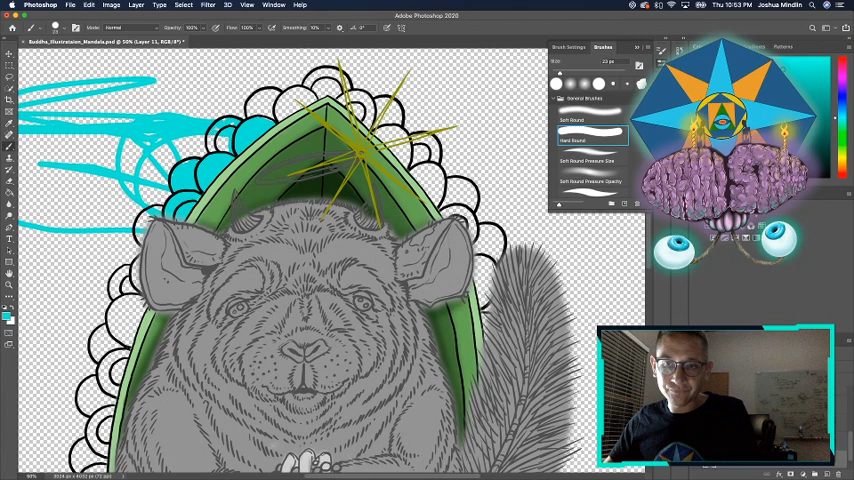 Photoshop File Edit Image Layer Type Select Filter 3D View Window Help Thu 10:53 PM Joshua Mindlin
Adobe Photoshop 2020
Mode: Normal Opacity: 100% Flow: 100% Smoothing: 10% 0°
Buddha_Illustration_Mandala.psd @ 50% (Layer 11, RGB/8*) *
Brush Settings Brushes Patterns
Size: 23 px
General Brushes
Soft Round
Hard Round
Soft Round Pressure Size
Soft Round Pressure Opacity